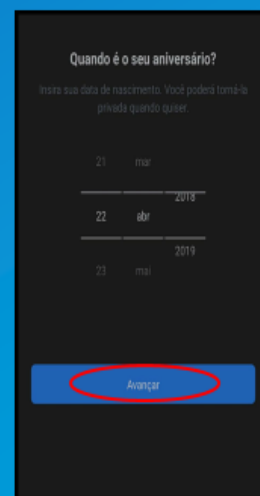 Quando é o seu aniversário?
Insira sua data de nascimento. Você poderá torná-la
privada quando quiser.
21 mar
2018
22 abr
2019
23 mai
Avançar